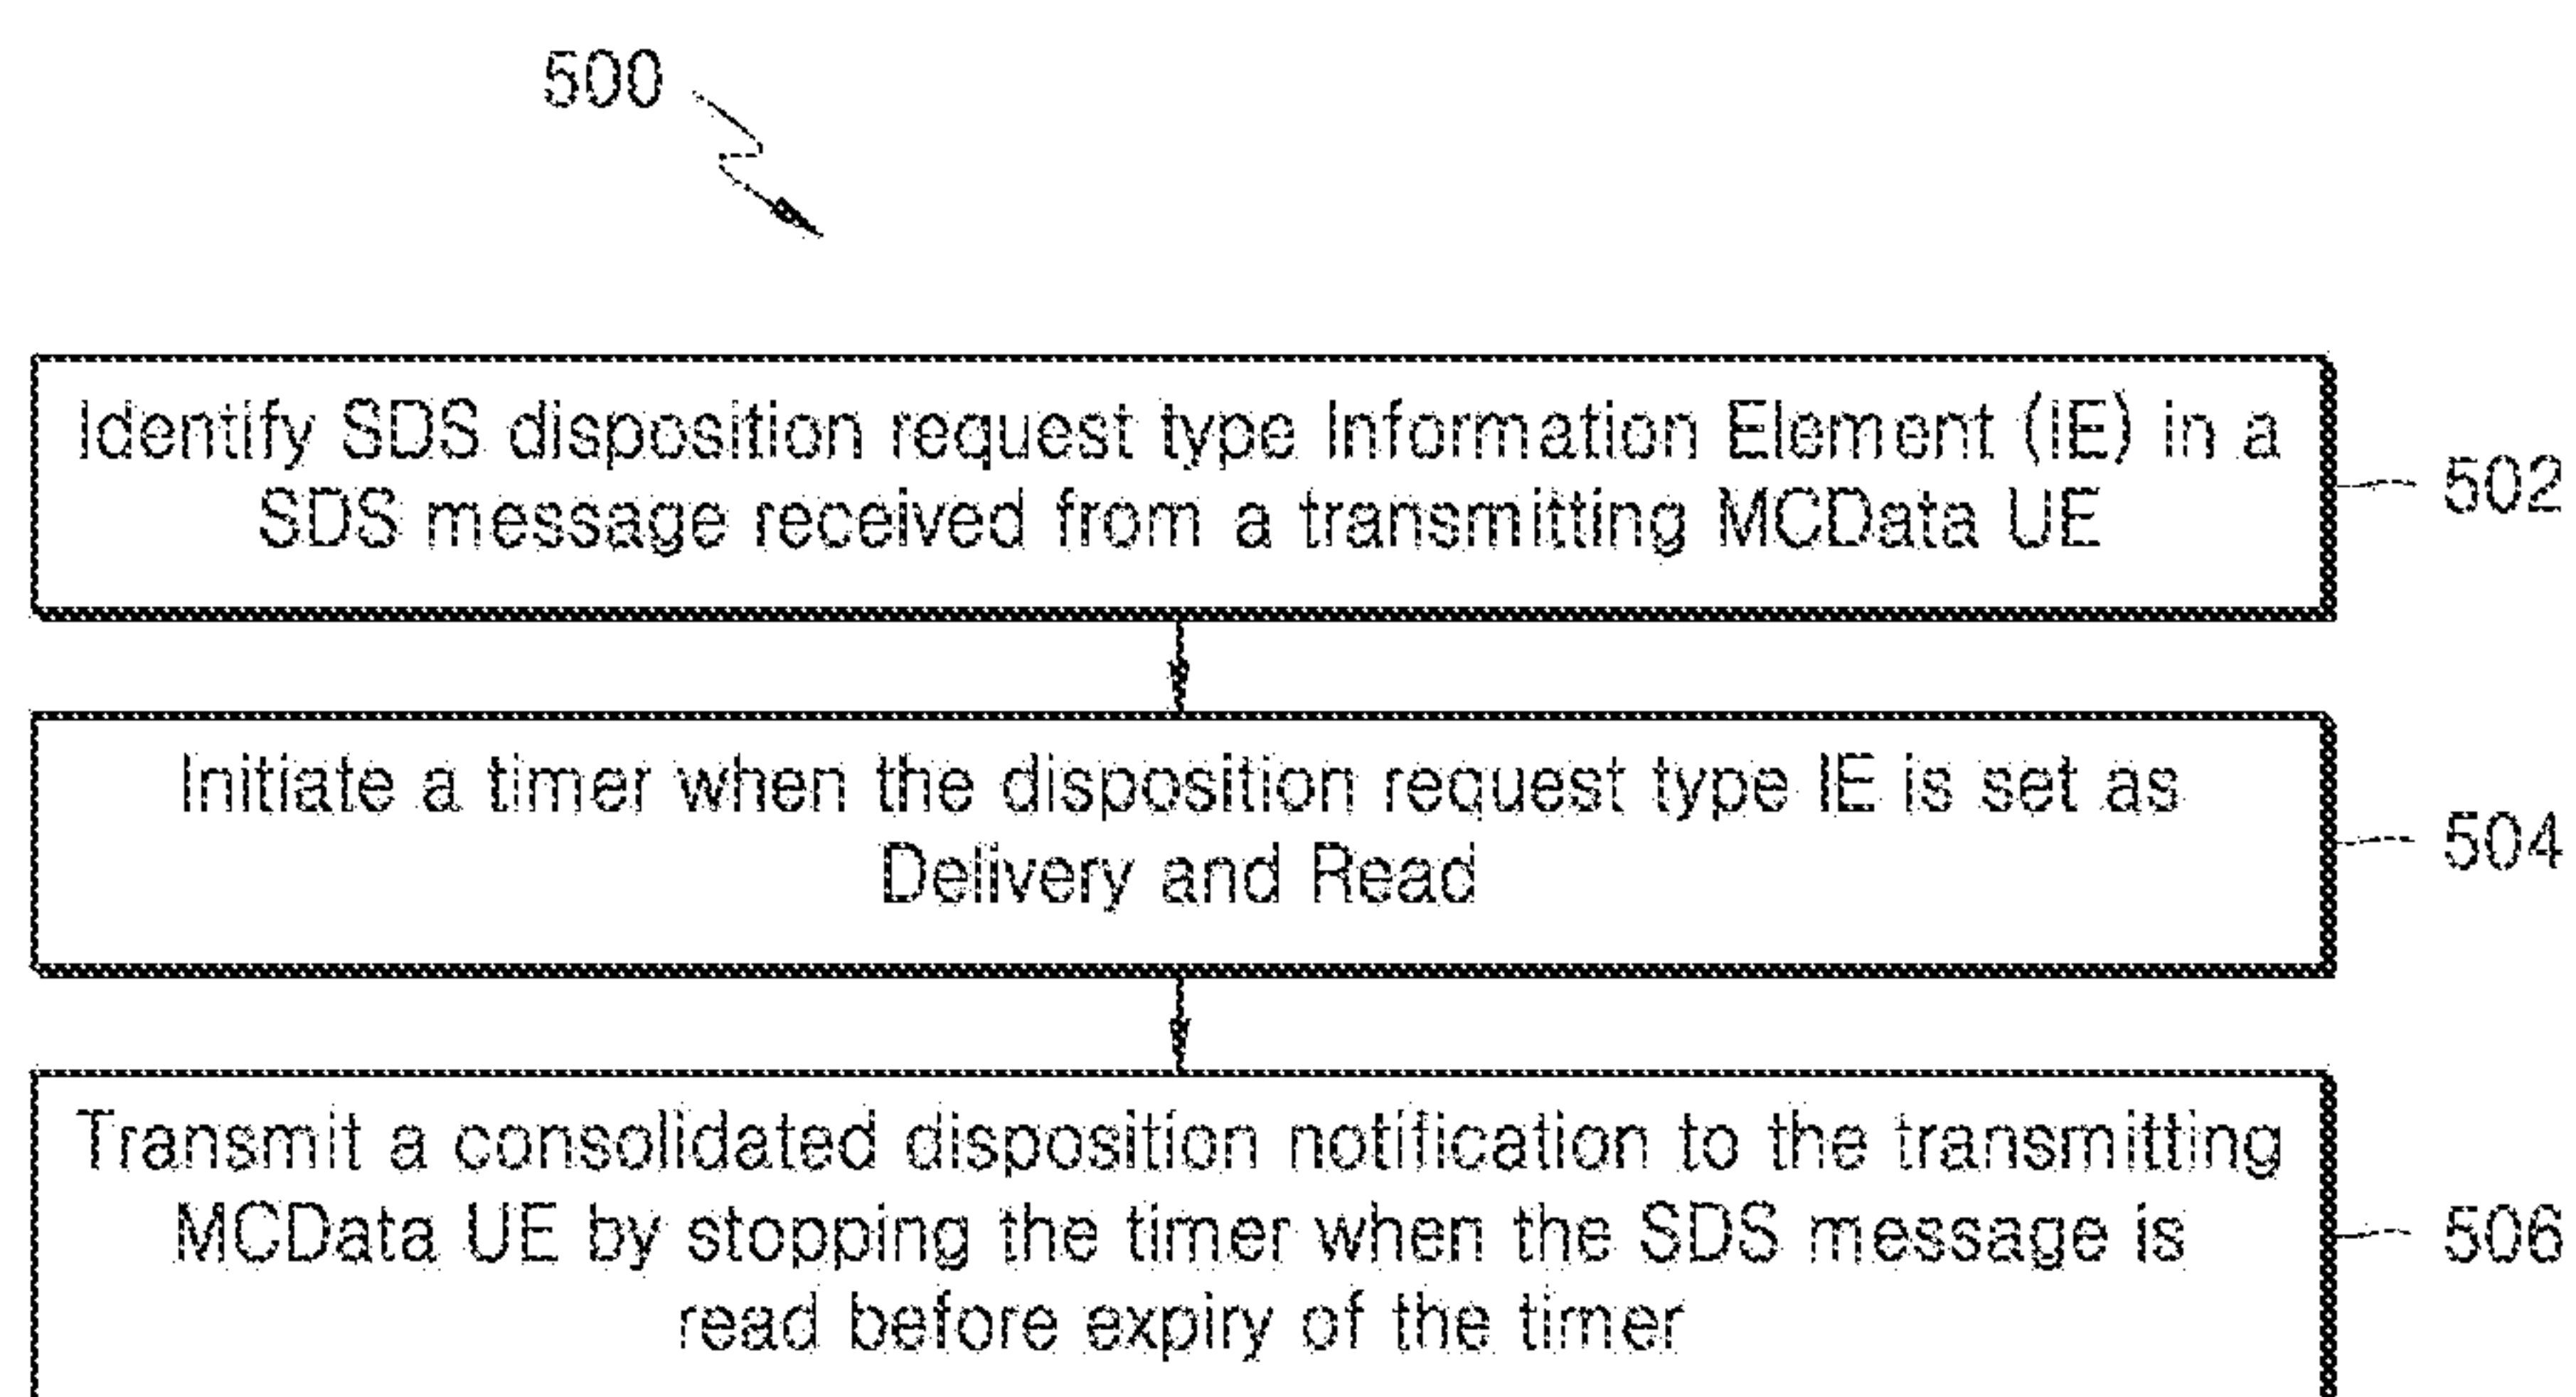 500
Identify SDS disposition request type Information Element (IE) in a
SDS message received from a transmitting MCData UE
502
Initiate a timer when the disposition request type IE is set as
Delivery and Read
504
Transmit a consolidated disposition notification to the transmitting
MCData UE by stopping the timer when the SDS message is
read before expiry of the timer
506